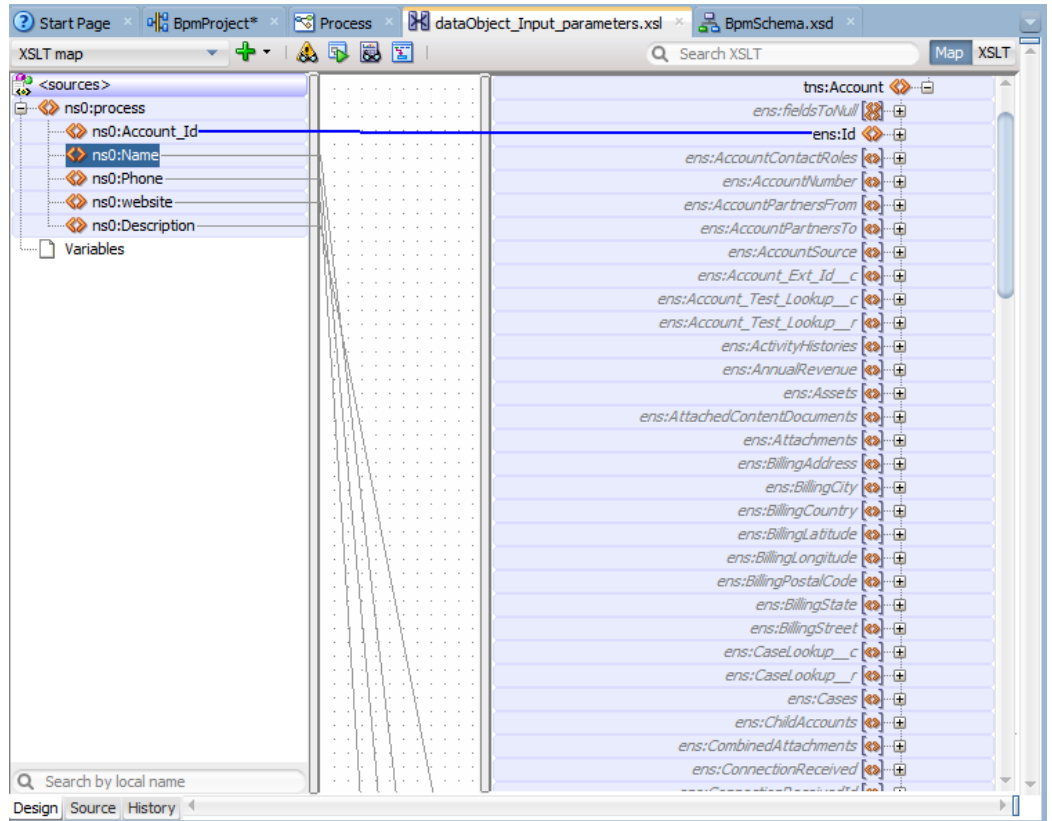 Start Page BpmProject* Process dataObject_Input_parameters.xsl BpmSchema.xsd
XSLT map Search XSLT Map XSLT
<sources>
ns0:process
ns0:Account_Id
ns0:Name
ns0:Phone
ns0:website
ns0:Description
Variables
tns:Account
ens:fieldsToNull
ens:Id
ens:AccountContactRoles
ens:AccountNumber
ens:AccountPartnersFrom
ens:AccountPartnersTo
ens:AccountSource
ens:Account_Ext_Id__c
ens:Account_Test_Lookup__c
ens:Account_Test_Lookup__r
ens:ActivityHistories
ens:AnnualRevenue
ens:Assets
ens:AttachedContentDocuments
ens:Attachments
ens:BillingAddress
ens:BillingCity
ens:BillingCountry
ens:BillingLatitude
ens:BillingLongitude
ens:BillingPostalCode
ens:BillingState
ens:BillingStreet
ens:CaseLookup__c
ens:CaseLookup__r
ens:Cases
ens:ChildAccounts
ens:CombinedAttachments
ens:ConnectionReceived
Search by local name
Design Source History